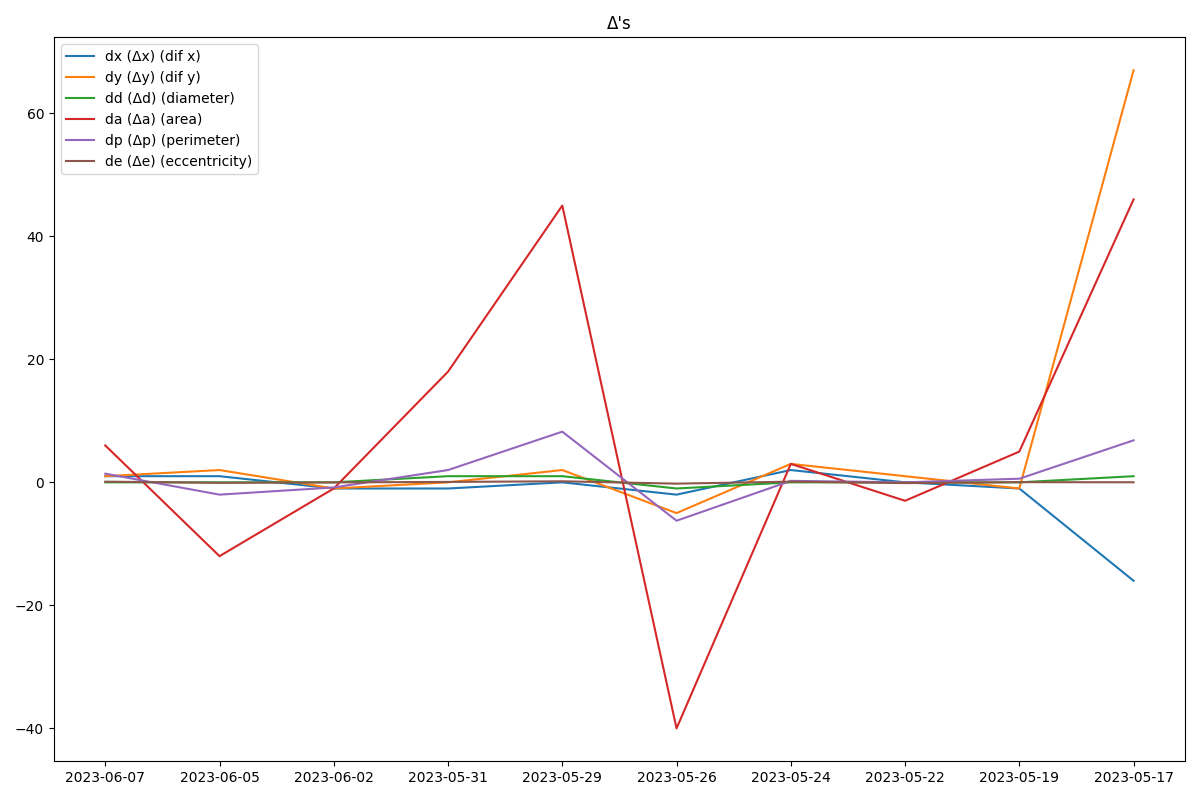 Δ's
dx (Δx) (dif x)
dy (Δy) (dif y)
dd (Δd) (diameter)
da (Δa) (area)
dp (Δp) (perimeter)
de (Δe) (eccentricity)
60
40
20
0
−20
−40
2023-06-07 2023-06-05 2023-06-02 2023-05-31 2023-05-29 2023-05-26 2023-05-24 2023-05-22 2023-05-19 2023-05-17